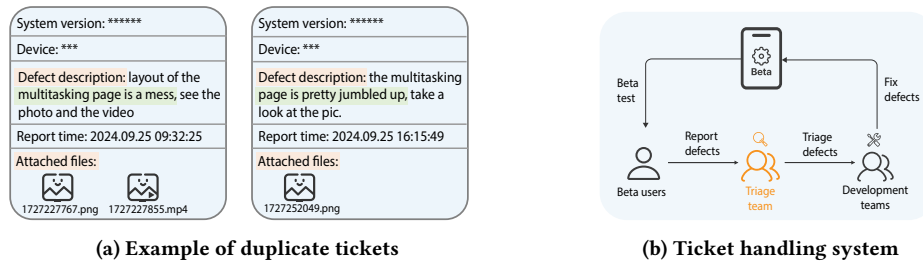 System version: ******
Device: ***
Defect description: layout of the
multitasking page is a mess, see the
photo and the video
Report time: 2024.09.25 09:32:25
Attached files:
1727227767.png
1727227855.mp4
System version: ******
Device: ***
Defect description: the multitasking
page is pretty jumbled up, take a
look at the pic.
Report time: 2024.09.25 16:15:49
Attached files:
1727252049.png
(a) Example of duplicate tickets
Beta
Beta
test
Fix
defects
Report
defects
Triage
defects
Beta users
Triage
team
Development
teams
(b) Ticket handling system